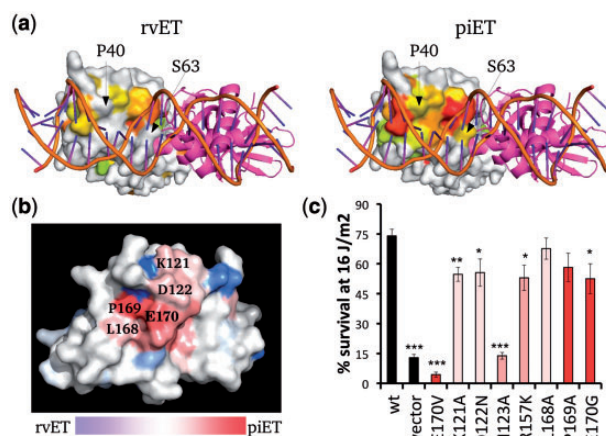 (a)
rvET
piET
P40
S63
P40
S63
(b)
K121
D122
P169
E170
L168
rvET
piET
(c)
% survival at 16 J/m2
90
75
60
45
30
15
0
***
***
**
*
***
*
*
wt
vector
E170V
K121A
D122N
N123A
R157K
L168A
P169A
E170G